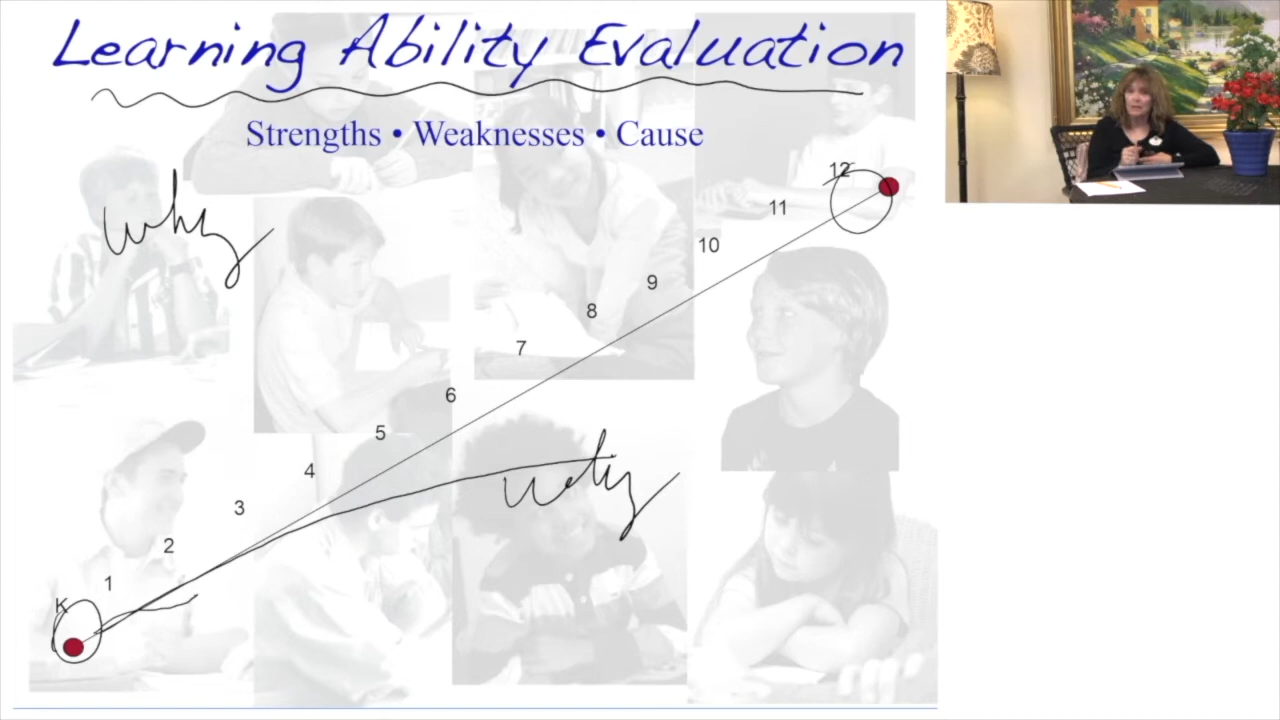 Learning Ability Evaluation
Strengths • Weaknesses • Cause
12
why
11
10
9
8
7
6
5
4
why
3
2
1
K